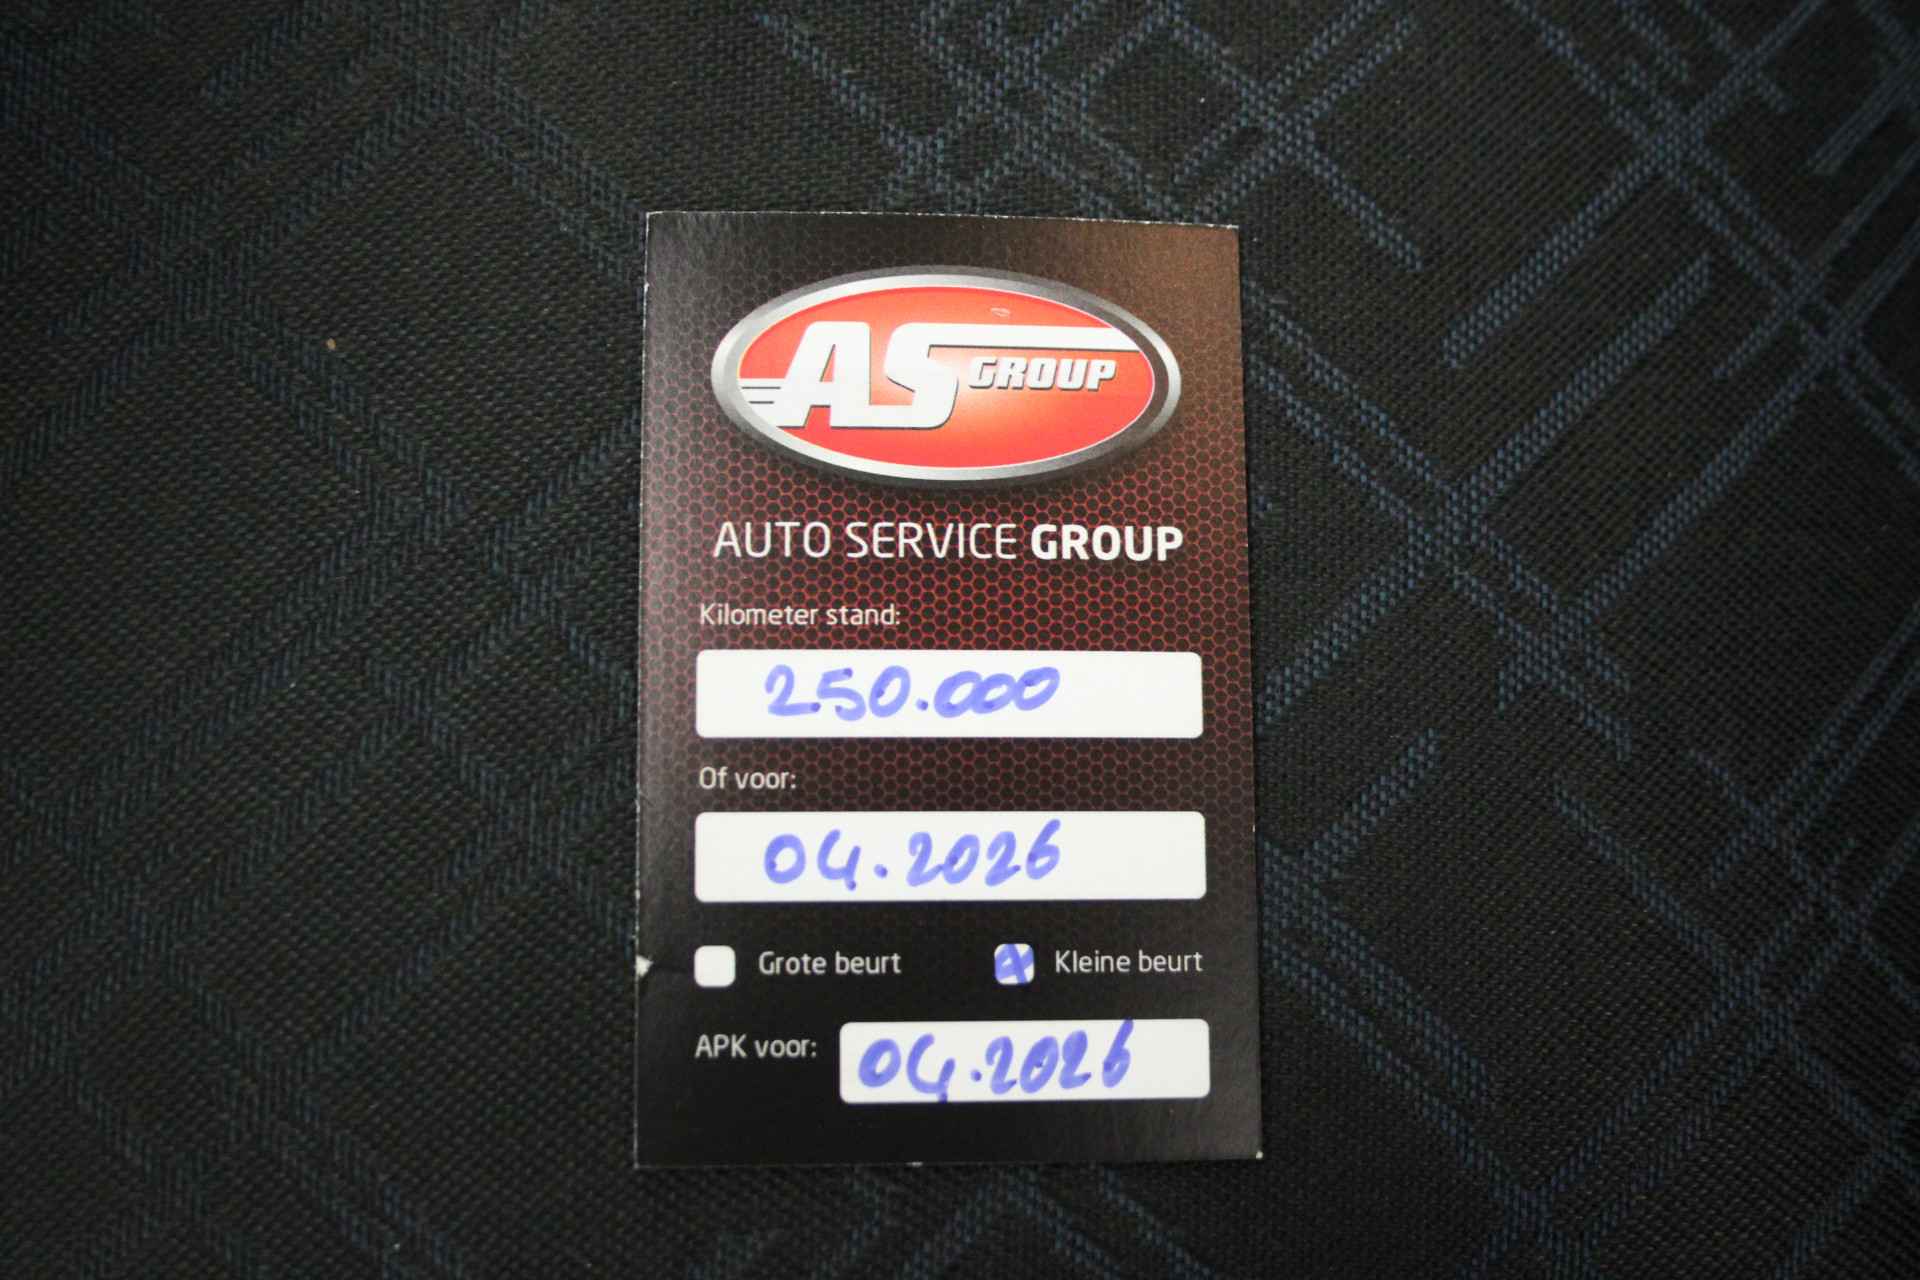 AS GROUP
AUTO SERVICE GROUP
Kilometer stand:
250.000
Of voor:
04.2026
Grote beurt
Kleine beurt
APK voor:
04.2026